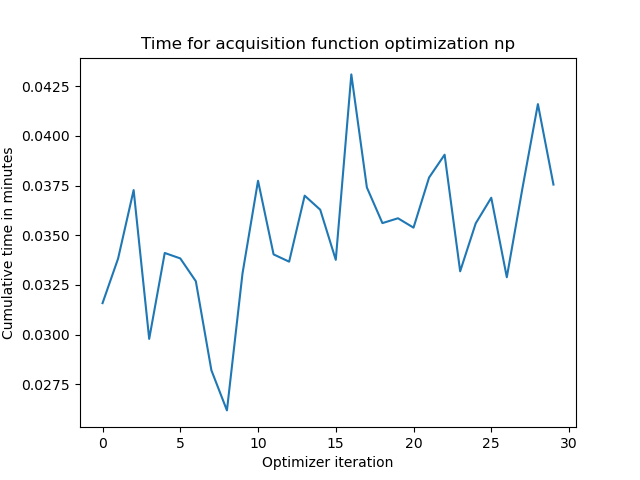 Time for acquisition function optimization np
Cumulative time in minutes
0.0425
0.0400
0.0375
0.0350
0.0325
0.0300
0.0275
0 5 10 15 20 25 30
Optimizer iteration